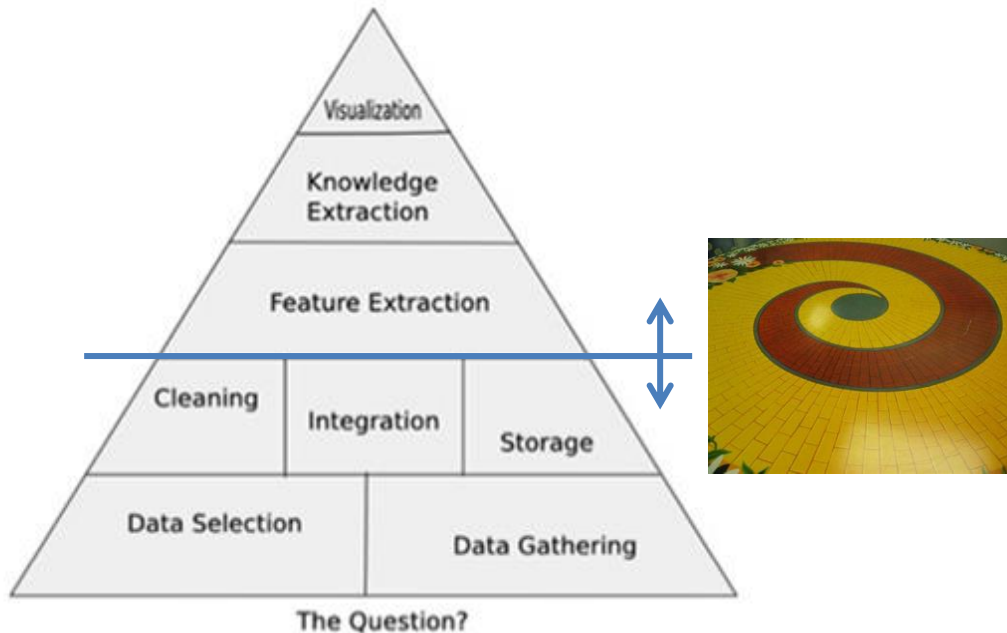 Visualization
Knowledge
Extraction
Feature Extraction
Cleaning
Integration
Storage
Data Selection
Data Gathering
The Question?